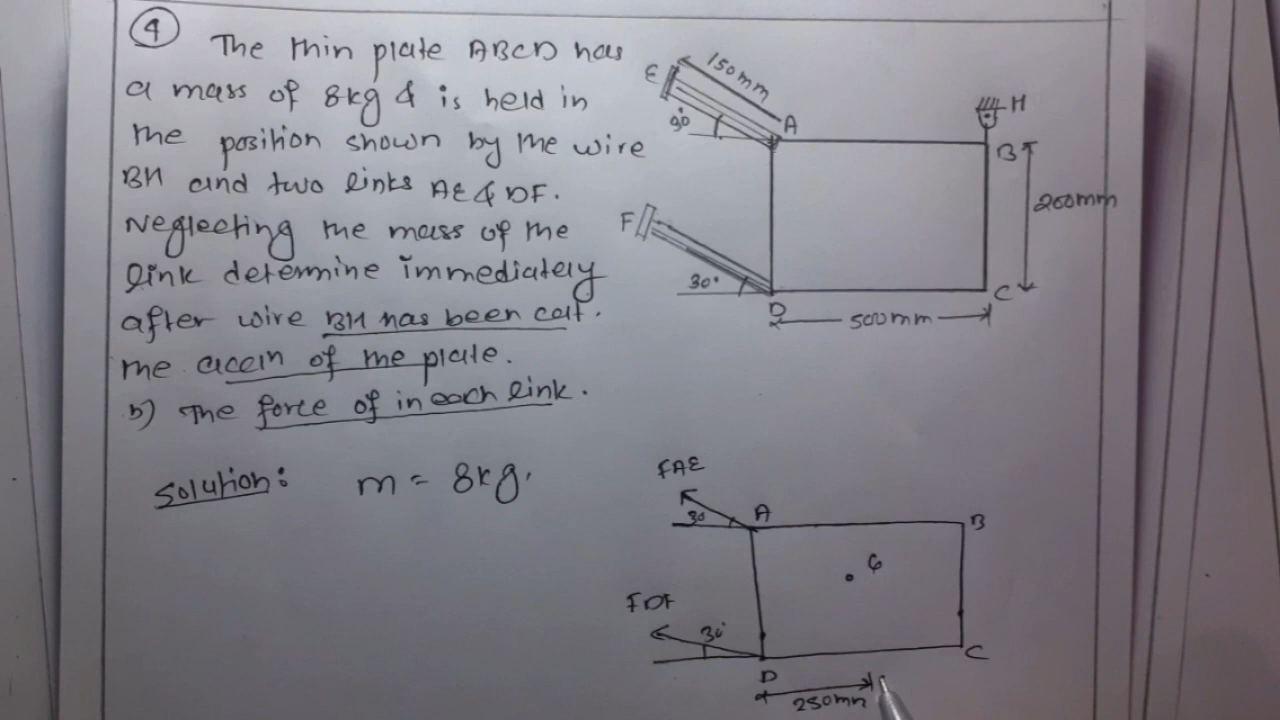 4 The thin plate ABCD has
a mass of 8kg & is held in
the position shown by the wire
BH and two links AE & DF.
Neglecting the mass of the
link determine immediately
after wire BH has been cut.
the accln of the plate.
b) The force of in each link.
Solution: m = 8kg.
E
150mm
30°
A
H
B
200mm
F
30°
D
500mm
C
FAE
30
A
B
G
FDF
30°
D
C
250mm